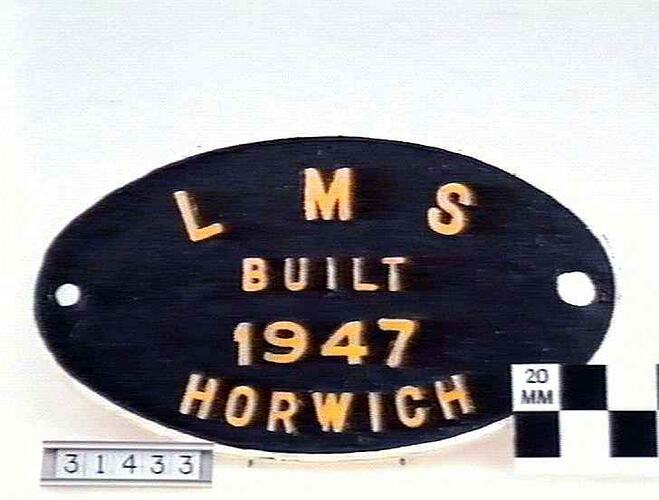 L M S
BUILT
1947
HORWICH
20
MM
31433